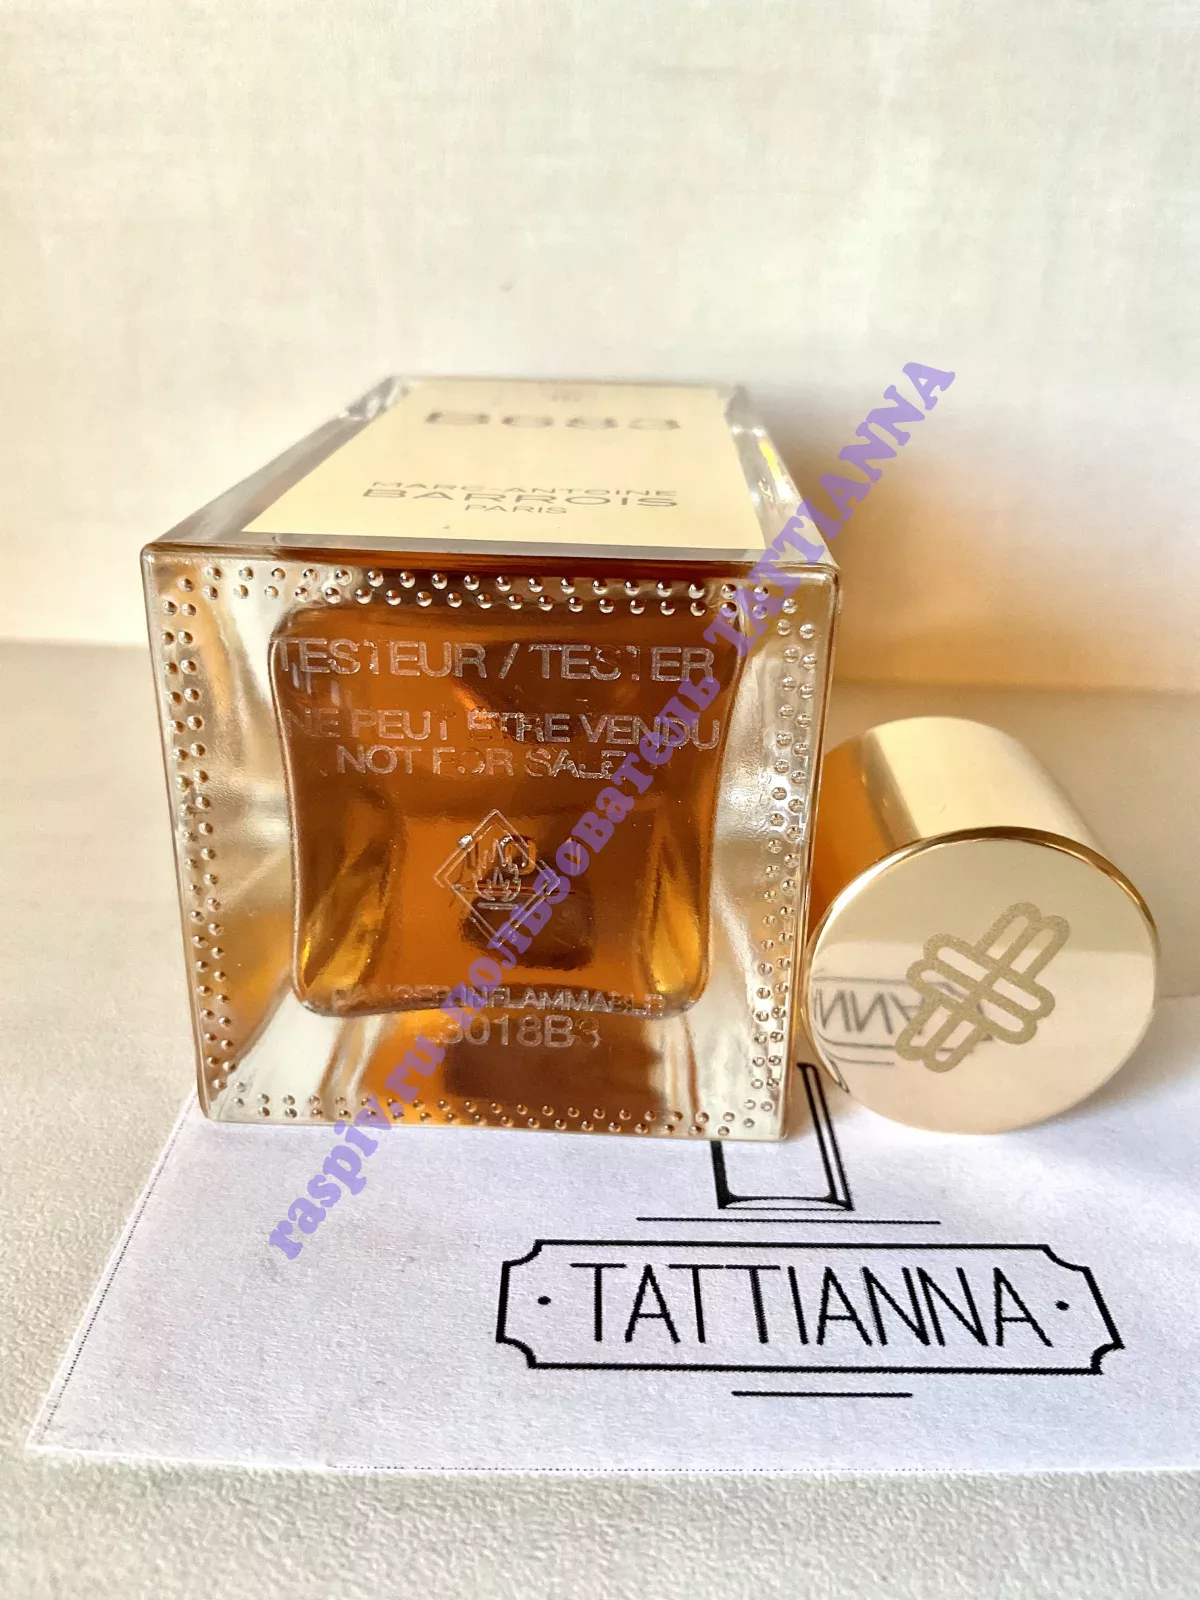 B683
MARC-ANTOINE
BARROIS
PARIS
TESTEUR / TESTER
NE PEUT ETRE VENDU
NOT FOR SALE
DANGER INFLAMMABLE
3018B3
raspiv.ru пользователь TATTIANNA
TATTIANNA